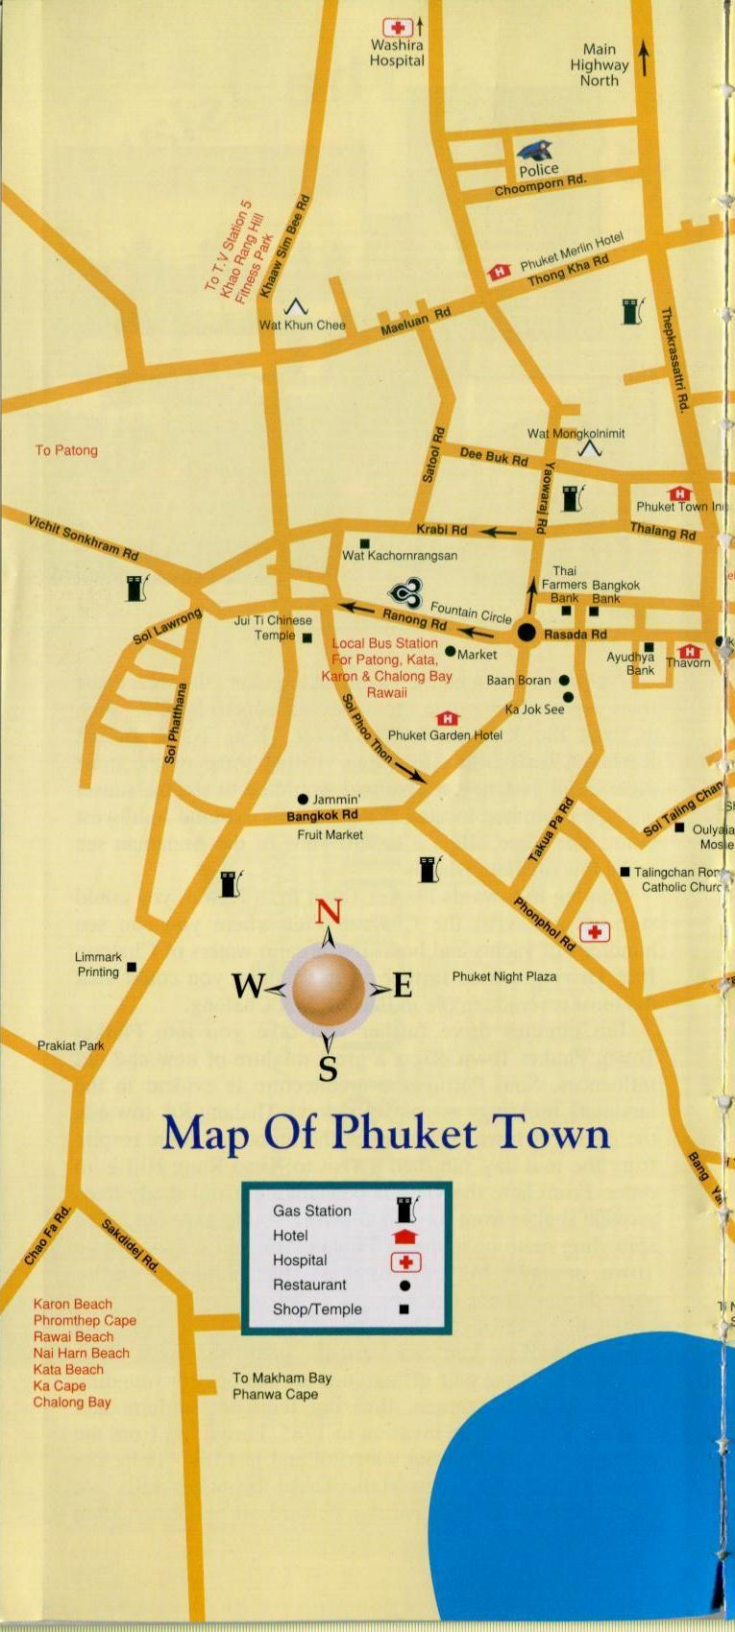 Washira
Hospital
Main
Highway
North
Police
Choomporn Rd.
To T.V Station 5
Khao Rang Hill
Fitness Park
Khaaw Sim Bee Rd
Phuket Merlin Hotel
Thong Kha Rd
Wat Khun Chee
Maeluan Rd
Thepkrassattri Rd.
To Patong
Satool Rd
Wat Mongkolnimit
Dee Buk Rd
Yaowaraj Rd
Phuket Town Inn
Vichit Sonkhram Rd
Krabi Rd
Thalang Rd
Wat Kachornrangsan
Thai
Farmers
Bank
Bangkok
Bank
Soi Lawrong
Jui Ti Chinese
Temple
Ranong Rd
Fountain Circle
Rasada Rd
Local Bus Station
For Patong, Kata,
Karon & Chalong Bay
Rawaii
Market
Ayudhya
Bank
Thavorn
Baan Boran
Ka Jok See
Soi Phatthana
Soi Phoo Thon
Phuket Garden Hotel
Jammin'
Bangkok Rd
Fruit Market
Takua Pa Rd
Soi Taling Chan
Talingchan
Phonphol Rd
Limmark
Printing
N
W
E
S
Phuket Night Plaza
Prakiat Park
Map Of Phuket Town
Bang
Gas Station
Hotel
Hospital
Restaurant
Shop/Temple
Chao Fa Rd.
Sakdidej Rd.
Karon Beach
Phromthep Cape
Rawai Beach
Nai Harn Beach
Kata Beach
Ka Cape
Chalong Bay
To Makham Bay
Phanwa Cape